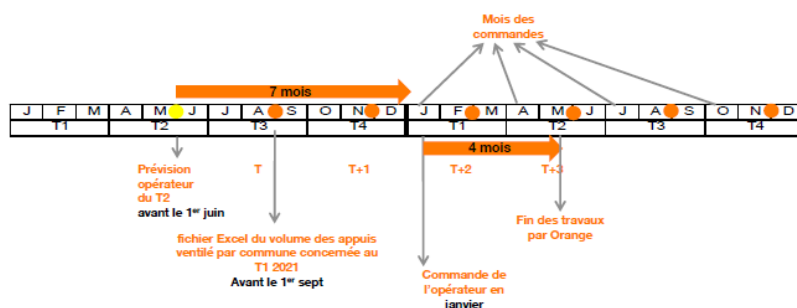 Mois des
commandes
7 mois
J F M A M J J A S O N D J F M A M J J A S O N D
T1 T2 T3 T4 T1 T2 T3 T4
4 mois
Prévision
opérateur
du T2
avant le 1er juin
T T+1 T+2 T+3
fichier Excel du volume des appuis
ventilé par commune concernée au
T1 2021
Avant le 1er sept
Fin des travaux
par Orange
Commande de
l'opérateur en
janvier